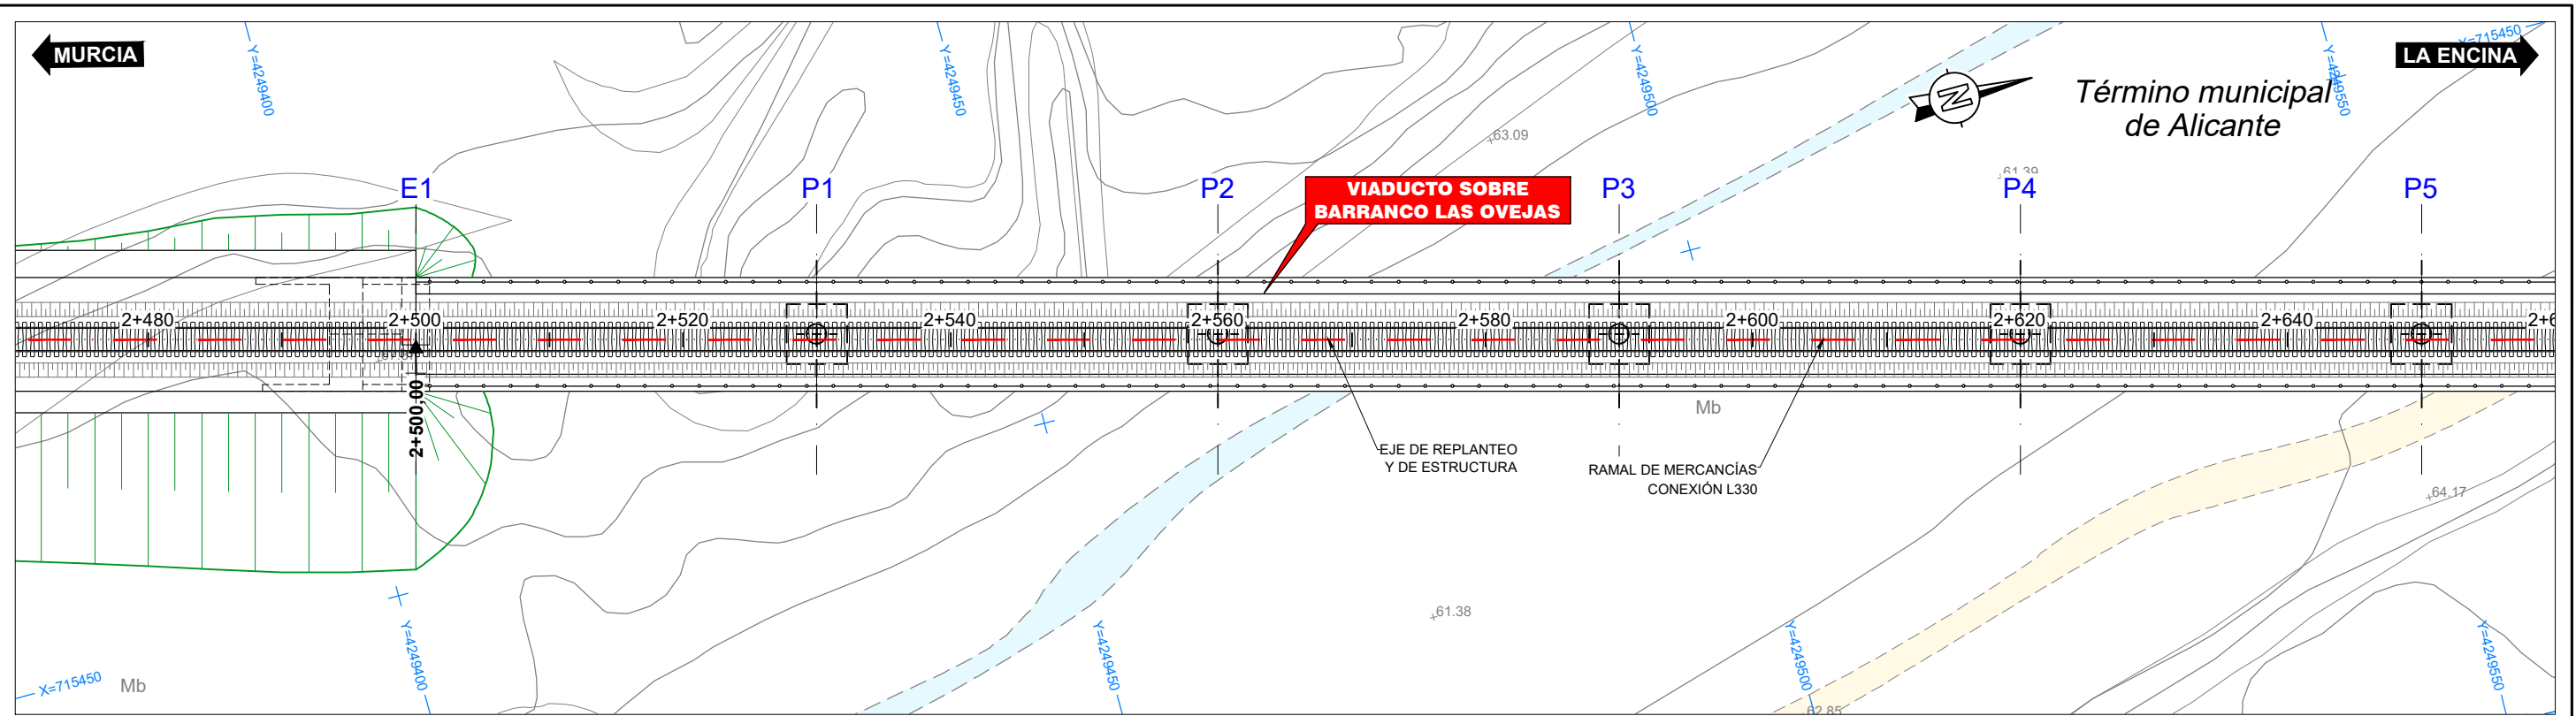 MURCIA
LA ENCINA
Y=4249400
Y=4249450
Y=4249500
Y=4249550
X=715450
Término municipal
de Alicante
N
63.09
61.39
E1
P1
P2
P3
P4
P5
VIADUCTO SOBRE
BARRANCO LAS OVEJAS
2+480
2+500
2+520
2+540
2+560
2+580
2+600
2+620
2+640
2+500,00
Mb
EJE DE REPLANTEO
Y DE ESTRUCTURA
RAMAL DE MERCANCÍAS
CONEXIÓN L330
64.17
61.38
Y=4249400
Y=4249450
Y=4249500
Y=4249550
X=715450
Mb
62.85